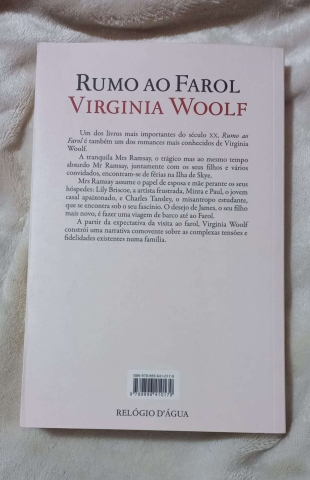 RUMO AO FAROL
VIRGINIA WOOLF
Um dos livros mais importantes do século XX, Rumo ao
Farol é também um dos romances mais conhecidos de Virginia
Woolf.
A tranquila Mrs Ramsay, o trágico mas ao mesmo tempo
absurdo Mr Ramsay, juntamente com os seus filhos e vários
convidados, encontram-se de férias na Ilha de Skye.
Mrs Ramsay assume o papel de esposa e mãe perante os seus
hóspedes: Lily Briscoe, a artista frustrada, Minta e Paul, o jovem
casal apaixonado, e Charles Tansley, o misantropo estudante,
que se encontra sob o seu fascínio. O desejo de James, o seu filho
mais novo, é fazer uma viagem de barco até ao Farol.
A partir da expectativa da visita ao farol, Virginia Woolf
constrói uma narrativa comovente sobre as complexas tensões e
fidelidades existentes numa família.
RELÓGIO D'ÁGUA